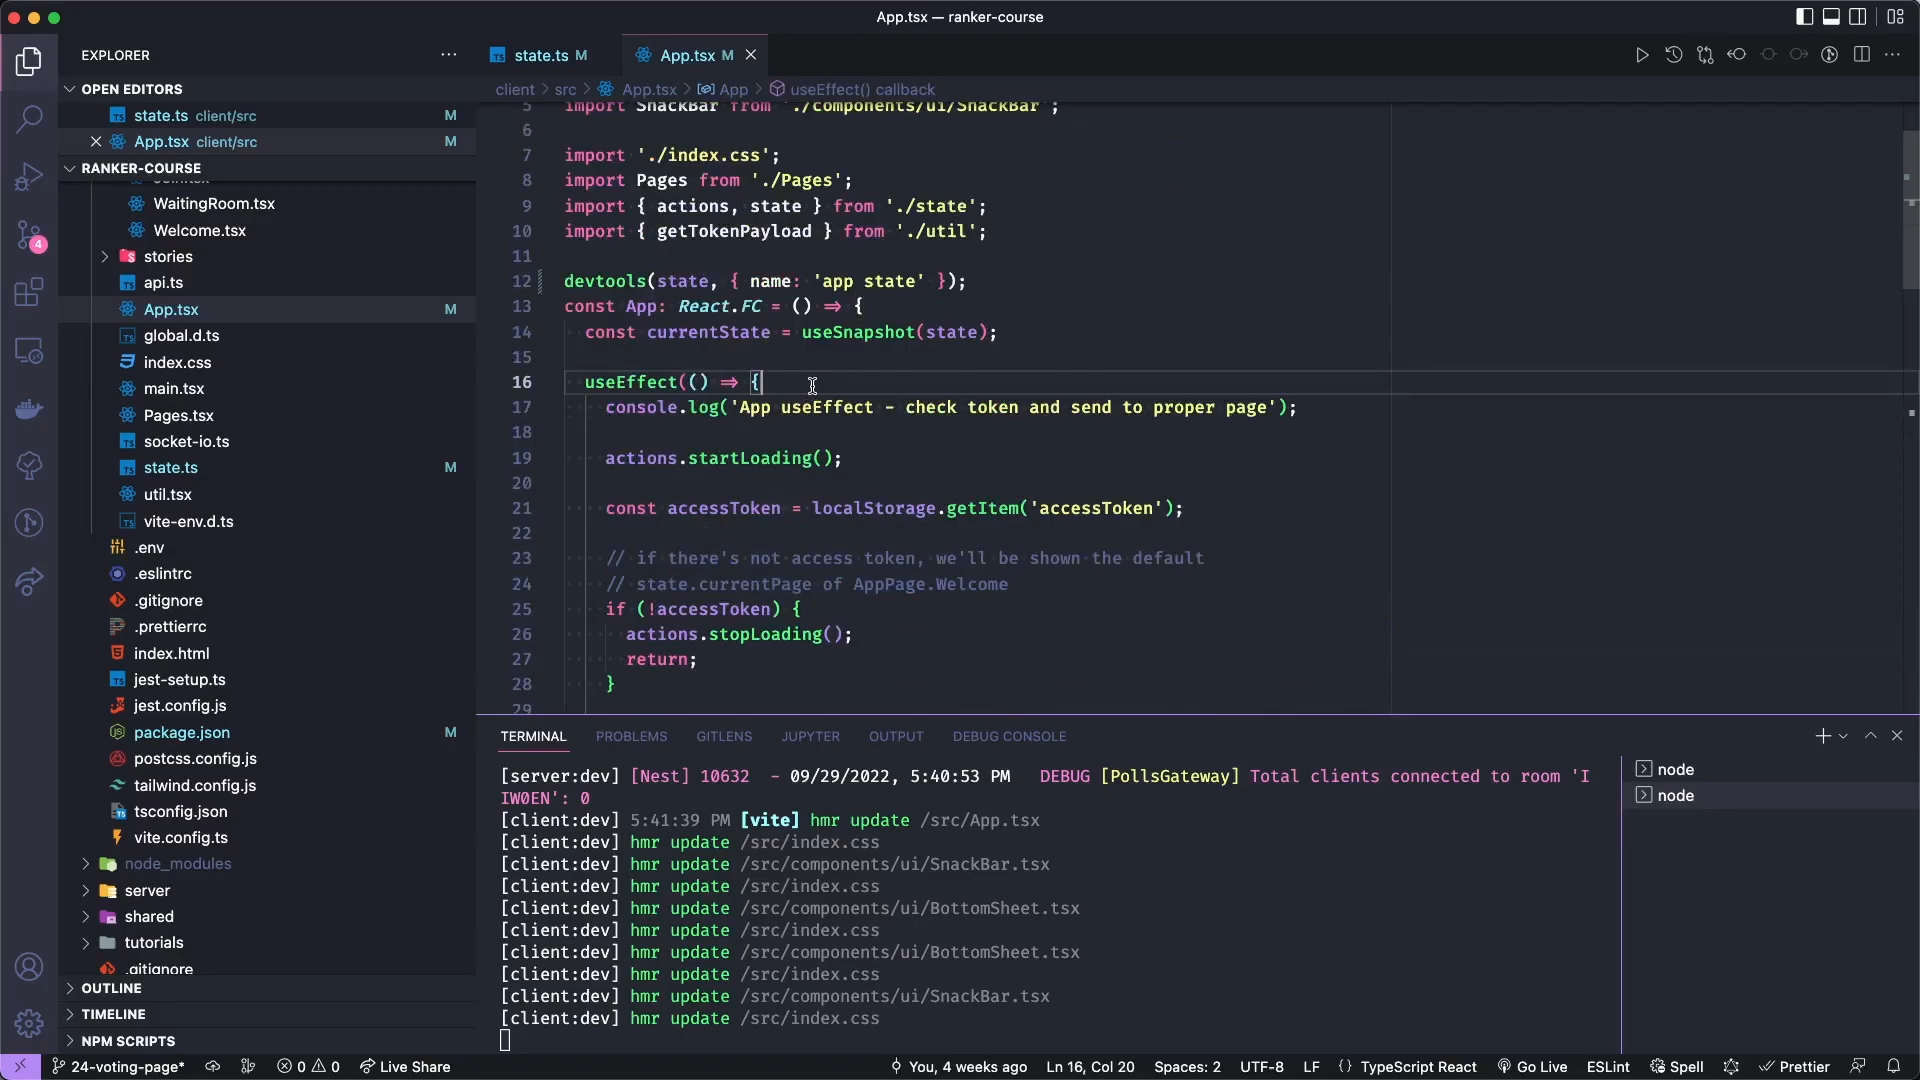 App.tsx — ranker-course
EXPLORER
OPEN EDITORS
state.ts client/src M
App.tsx client/src M
RANKER-COURSE
WaitingRoom.tsx
Welcome.tsx
stories
api.ts
App.tsx M
global.d.ts
index.css
main.tsx
Pages.tsx
socket-io.ts
state.ts M
util.tsx
vite-env.d.ts
.env
.eslintrc
.gitignore
.prettierrc
index.html
jest-setup.ts
jest.config.js
package.json M
postcss.config.js
tailwind.config.js
tsconfig.json
vite.config.ts
node_modules
server
shared
tutorials
.gitignore
OUTLINE
TIMELINE
NPM SCRIPTS
4
state.ts M
App.tsx M
client > src > App.tsx > App > useEffect() callback
5 import SnackBar from './components/ui/SnackBar';
6
7 import './index.css';
8 import Pages from './Pages';
9 import { actions, state } from './state';
10 import { getTokenPayload } from './util';
11
12 devtools(state, { name: 'app state' });
13 const App: React.FC = () => {
14 const currentState = useSnapshot(state);
15
16 useEffect(() => {
17 console.log('App useEffect - check token and send to proper page');
18
19 actions.startLoading();
20
21 const accessToken = localStorage.getItem('accessToken');
22
23 // if there's not access token, we'll be shown the default
24 // state.currentPage of AppPage.Welcome
25 if (!accessToken) {
26 actions.stopLoading();
27 return;
28 }
29
TERMINAL PROBLEMS GITLENS JUPYTER OUTPUT DEBUG CONSOLE
[server:dev] [Nest] 10632 - 09/29/2022, 5:40:53 PM DEBUG [PollsGateway] Total clients connected to room 'I
IW0EN': 0
[client:dev] 5:41:39 PM [vite] hmr update /src/App.tsx
[client:dev] hmr update /src/index.css
[client:dev] hmr update /src/components/ui/SnackBar.tsx
[client:dev] hmr update /src/index.css
[client:dev] hmr update /src/components/ui/BottomSheet.tsx
[client:dev] hmr update /src/index.css
[client:dev] hmr update /src/components/ui/BottomSheet.tsx
[client:dev] hmr update /src/index.css
[client:dev] hmr update /src/components/ui/SnackBar.tsx
[client:dev] hmr update /src/index.css
node
node
24-voting-page* 0 0 Live Share You, 4 weeks ago Ln 16, Col 20 Spaces: 2 UTF-8 LF {} TypeScript React Go Live ESLint Spell Prettier